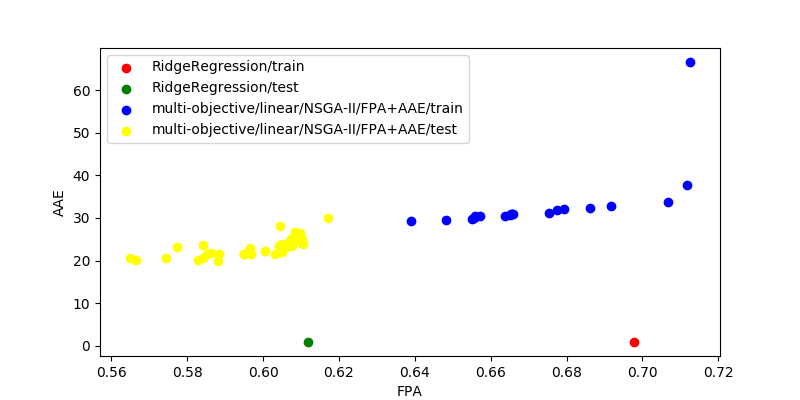 RidgeRegression/train
RidgeRegression/test
multi-objective/linear/NSGA-II/FPA+AAE/train
multi-objective/linear/NSGA-II/FPA+AAE/test
AAE
60
50
40
30
20
10
0
0.56 0.58 0.60 0.62 0.64 0.66 0.68 0.70 0.72
FPA